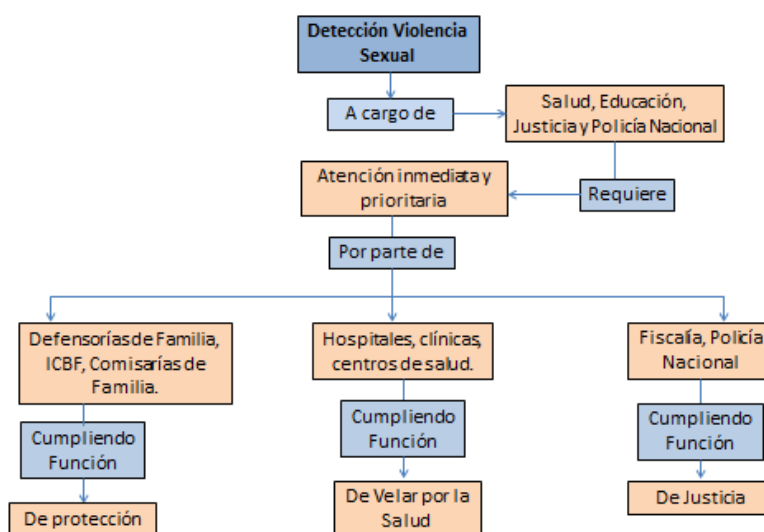 Detección Violencia
Sexual
A cargo de
Salud, Educación,
Justicia y Policía Nacional
Requiere
Atención inmediata y
prioritaria
Por parte de
Defensorías de Familia,
ICBF, Comisarías de
Familia.
Hospitales, clínicas,
centros de salud.
Fiscalía, Policía
Nacional
Cumpliendo
Función
Cumpliendo
Función
Cumpliendo
Función
De protección
De Velar por la
Salud
De Justicia